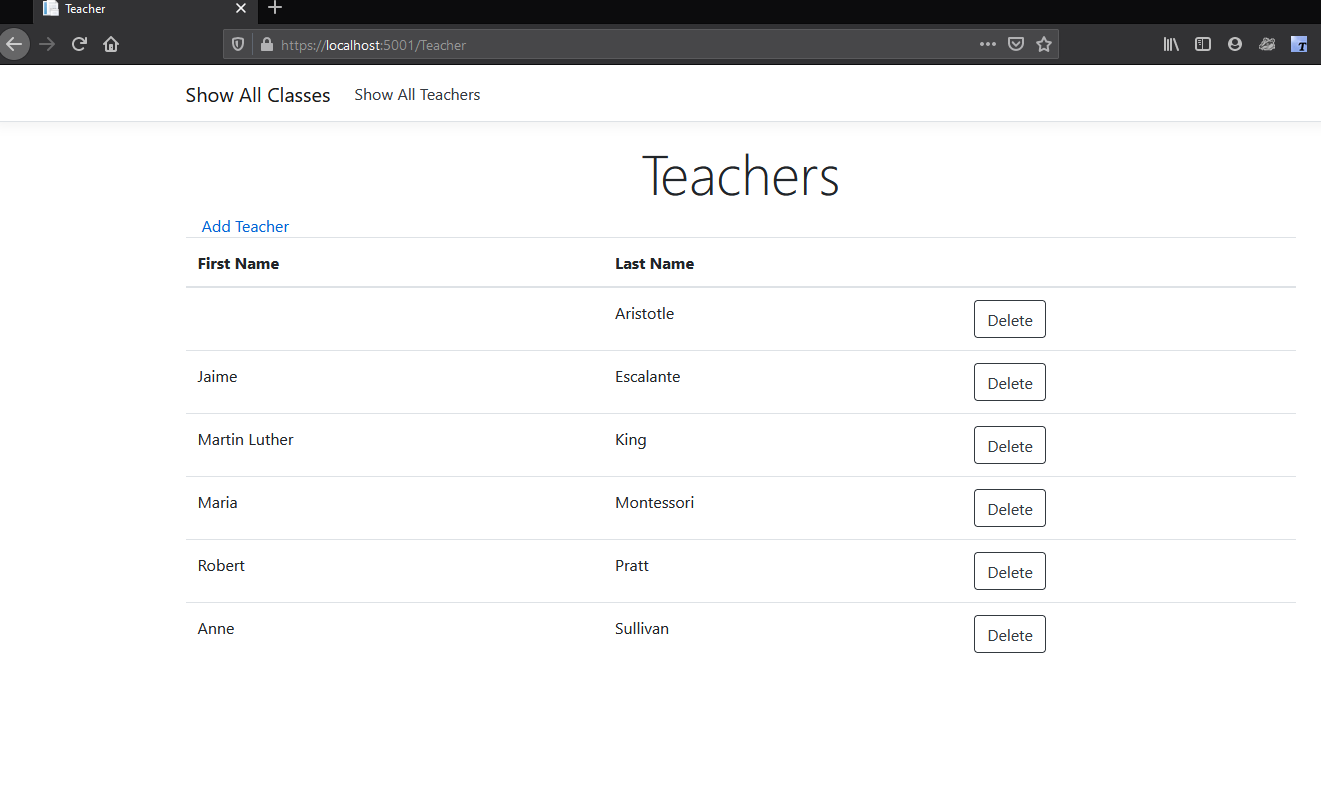 Teacher
https://localhost:5001/Teacher
Show All Classes Show All Teachers
Teachers
Add Teacher
First Name Last Name
Aristotle Delete
Jaime Escalante Delete
Martin Luther King Delete
Maria Montessori Delete
Robert Pratt Delete
Anne Sullivan Delete